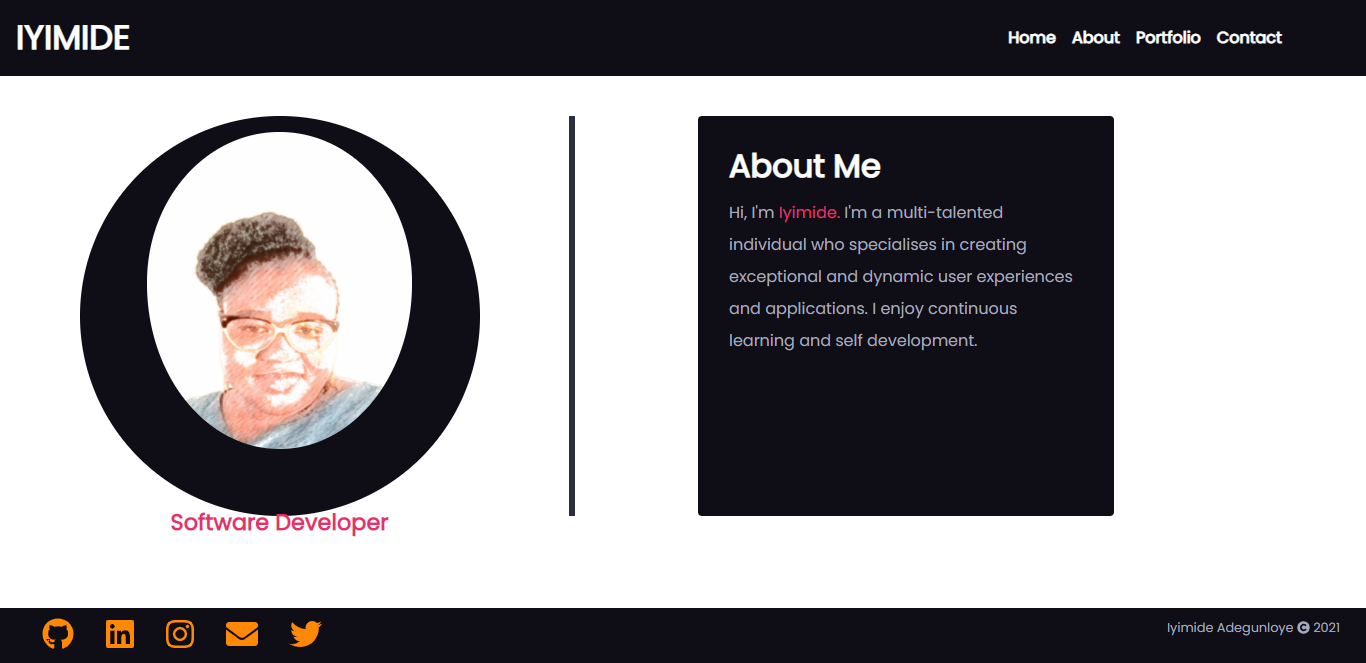 IYIMIDE
Home About Portfolio Contact
About Me
Hi, I'm Iyimide. I'm a multi-talented
individual who specialises in creating
exceptional and dynamic user experiences
and applications. I enjoy continuous
learning and self development.
Software Developer
Iyimide Adegunloye © 2021